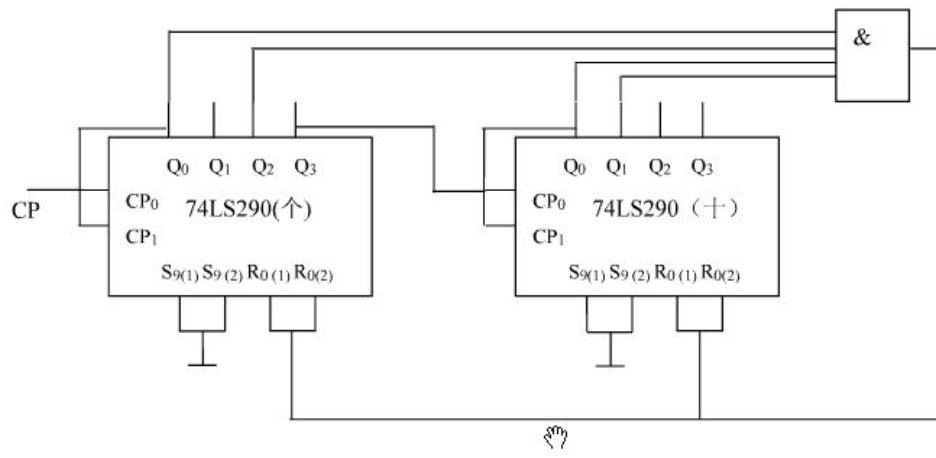 &
Q0 Q1 Q2 Q3
Q0 Q1 Q2 Q3
CP
CP0 74LS290(个)
CP0 74LS290（十）
CP1
CP1
S9(1) S9(2) R0(1) R0(2)
S9(1) S9(2) R0(1) R0(2)